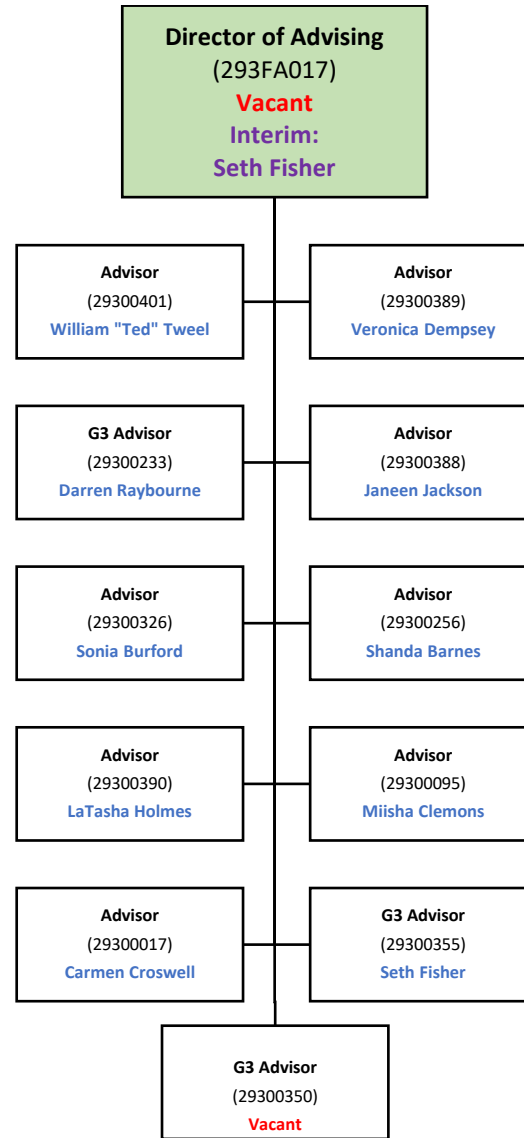 Director of Advising
(293FA017)
Vacant
Interim:
Seth Fisher
Advisor
(29300401)
William "Ted" Tweel
Advisor
(29300389)
Veronica Dempsey
G3 Advisor
(29300233)
Darren Raybourne
Advisor
(29300388)
Janeen Jackson
Advisor
(29300326)
Sonia Burford
Advisor
(29300256)
Shanda Barnes
Advisor
(29300390)
LaTasha Holmes
Advisor
(29300095)
Miisha Clemons
Advisor
(29300017)
Carmen Croswell
G3 Advisor
(29300355)
Seth Fisher
G3 Advisor
(29300350)
Vacant